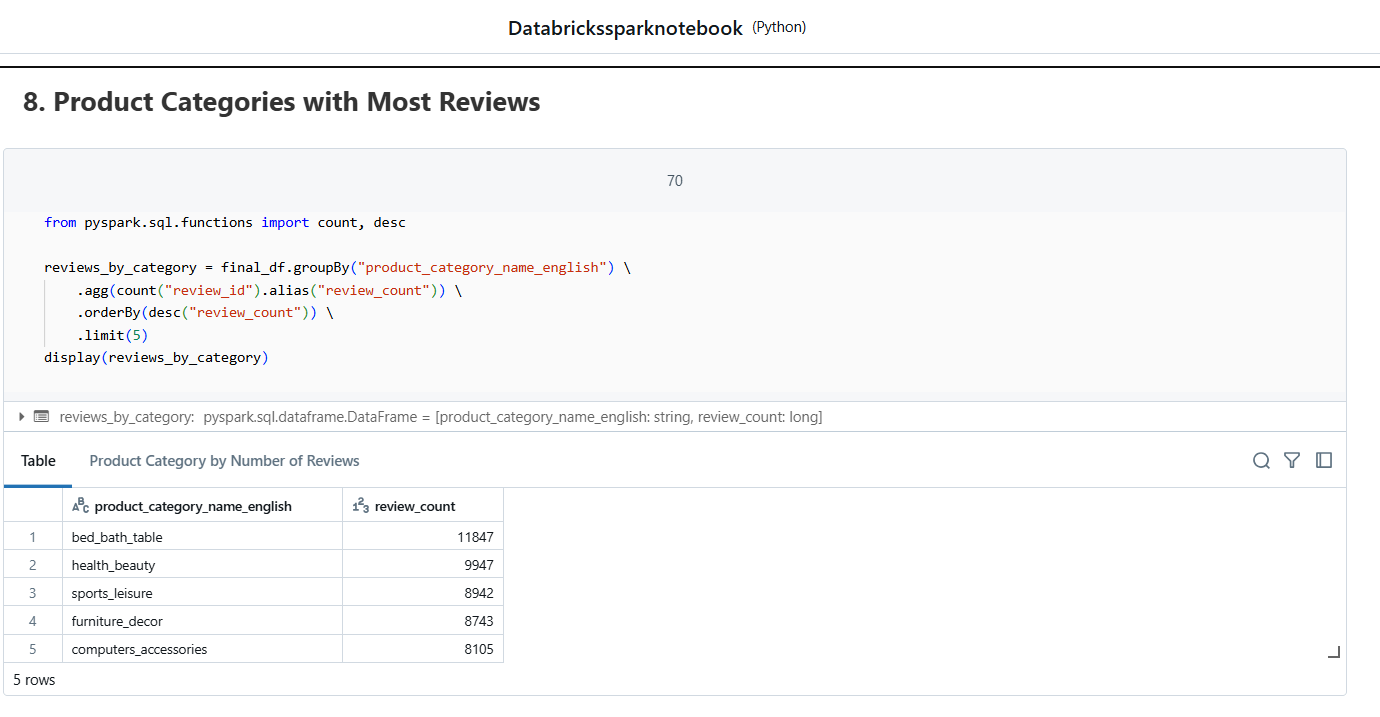 Databrickssparknotebook (Python)
8. Product Categories with Most Reviews
70
from pyspark.sql.functions import count, desc
reviews_by_category = final_df.groupBy("product_category_name_english") \
    .agg(count("review_id").alias("review_count")) \
    .orderBy(desc("review_count")) \
    .limit(5)
display(reviews_by_category)
reviews_by_category: pyspark.sql.dataframe.DataFrame = [product_category_name_english: string, review_count: long]
Table Product Category by Number of Reviews
ABC product_category_name_english 123 review_count
1 bed_bath_table 11847
2 health_beauty 9947
3 sports_leisure 8942
4 furniture_decor 8743
5 computers_accessories 8105
5 rows